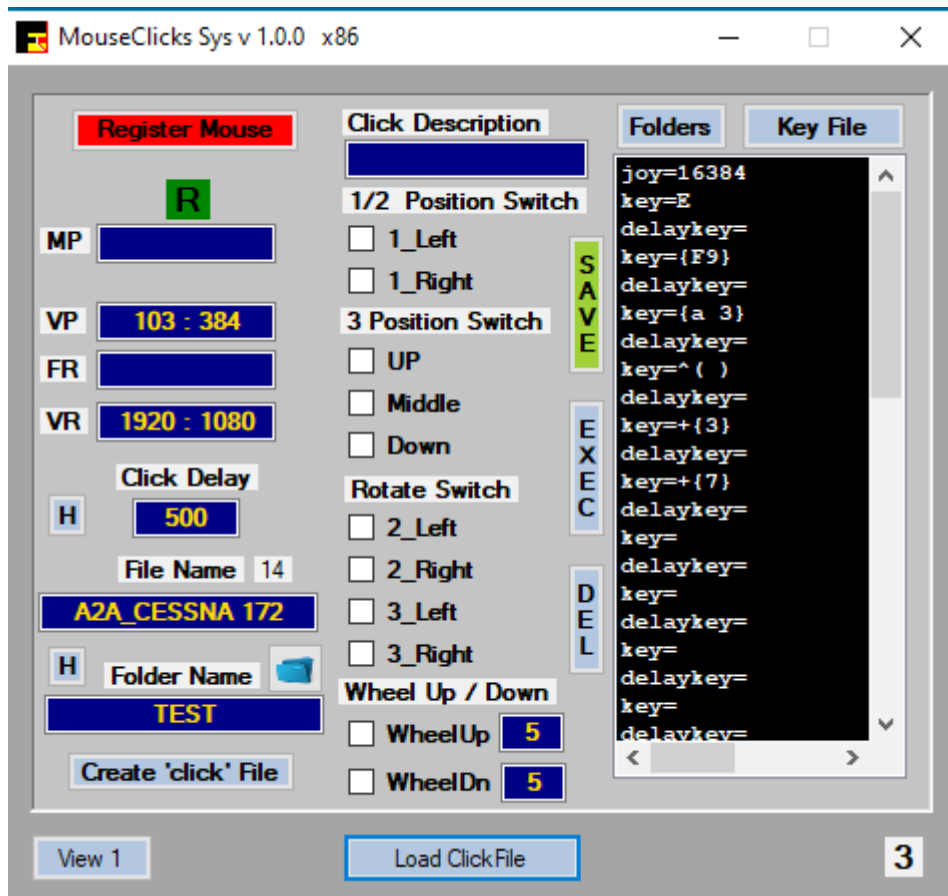 MouseClicks Sys v 1.0.0 x86
Register Mouse
R
MP
VP 103 : 384
FR
VR 1920 : 1080
Click Delay
H 500
File Name 14
A2A_CESSNA 172
H Folder Name
TEST
Create 'click' File
Click Description
1/2 Position Switch
1_Left
1_Right
3 Position Switch
UP
Middle
Down
Rotate Switch
2_Left
2_Right
3_Left
3_Right
Wheel Up / Down
WheelUp 5
WheelDn 5
SAVE
EXEC
DEL
Folders Key File
joy=16384
key=E
delaykey=
key={F9}
delaykey=
key={a 3}
delaykey=
key=^( )
delaykey=
key=+{3}
delaykey=
key=+{7}
delaykey=
key=
delaykey=
key=
delaykey=
key=
delaykey=
key=
delaykey=
View 1 Load ClickFile 3